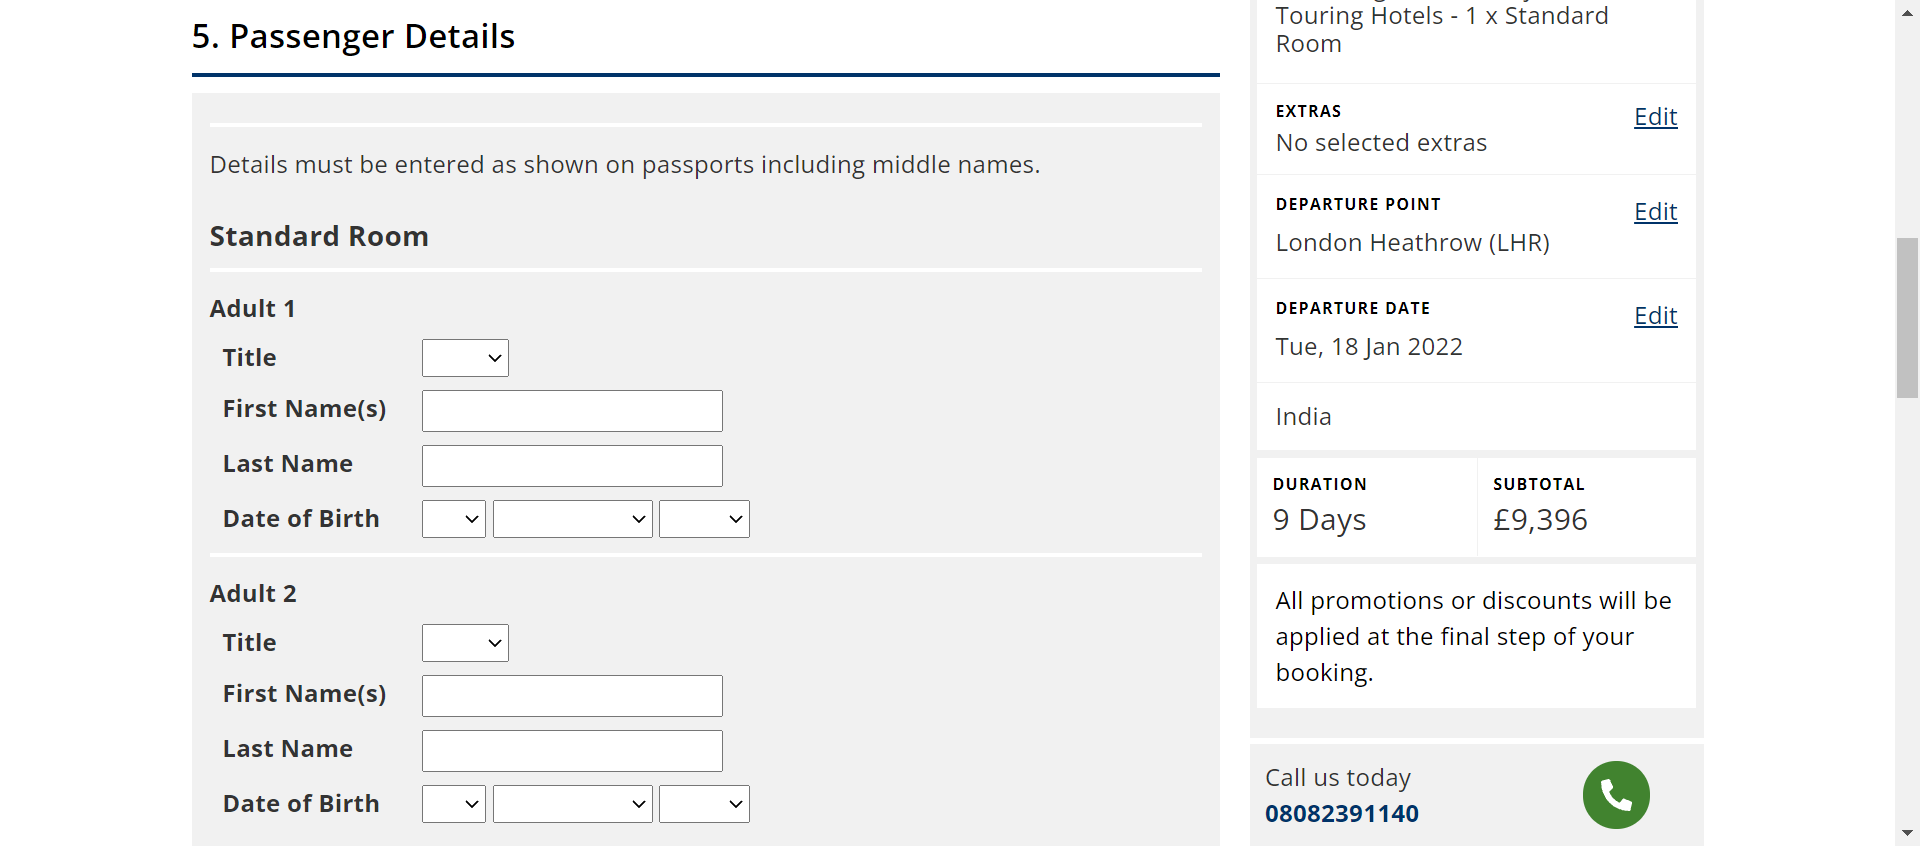 5. Passenger Details
Details must be entered as shown on passports including middle names.
Standard Room
Adult 1
Title
First Name(s)
Last Name
Date of Birth
Adult 2
Title
First Name(s)
Last Name
Date of Birth
Touring Hotels - 1 x Standard
Room
EXTRAS
Edit
No selected extras
DEPARTURE POINT
Edit
London Heathrow (LHR)
DEPARTURE DATE
Edit
Tue, 18 Jan 2022
India
DURATION
9 Days
SUBTOTAL
£9,396
All promotions or discounts will be
applied at the final step of your
booking.
Call us today
08082391140